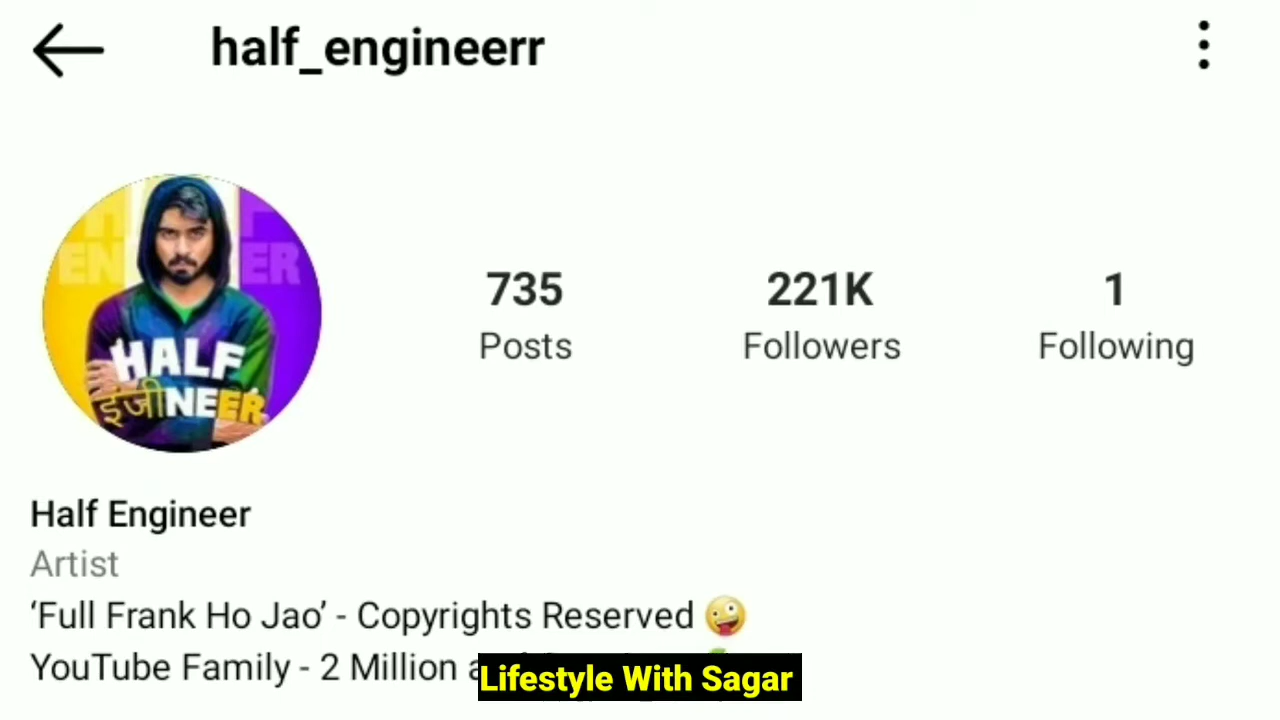 half_engineerr
HALF
इंजीNEER
735
Posts
221K
Followers
1
Following
Half Engineer
Artist
‘Full Frank Ho Jao’ - Copyrights Reserved 🤪
YouTube Family - 2 Million
Lifestyle With Sagar